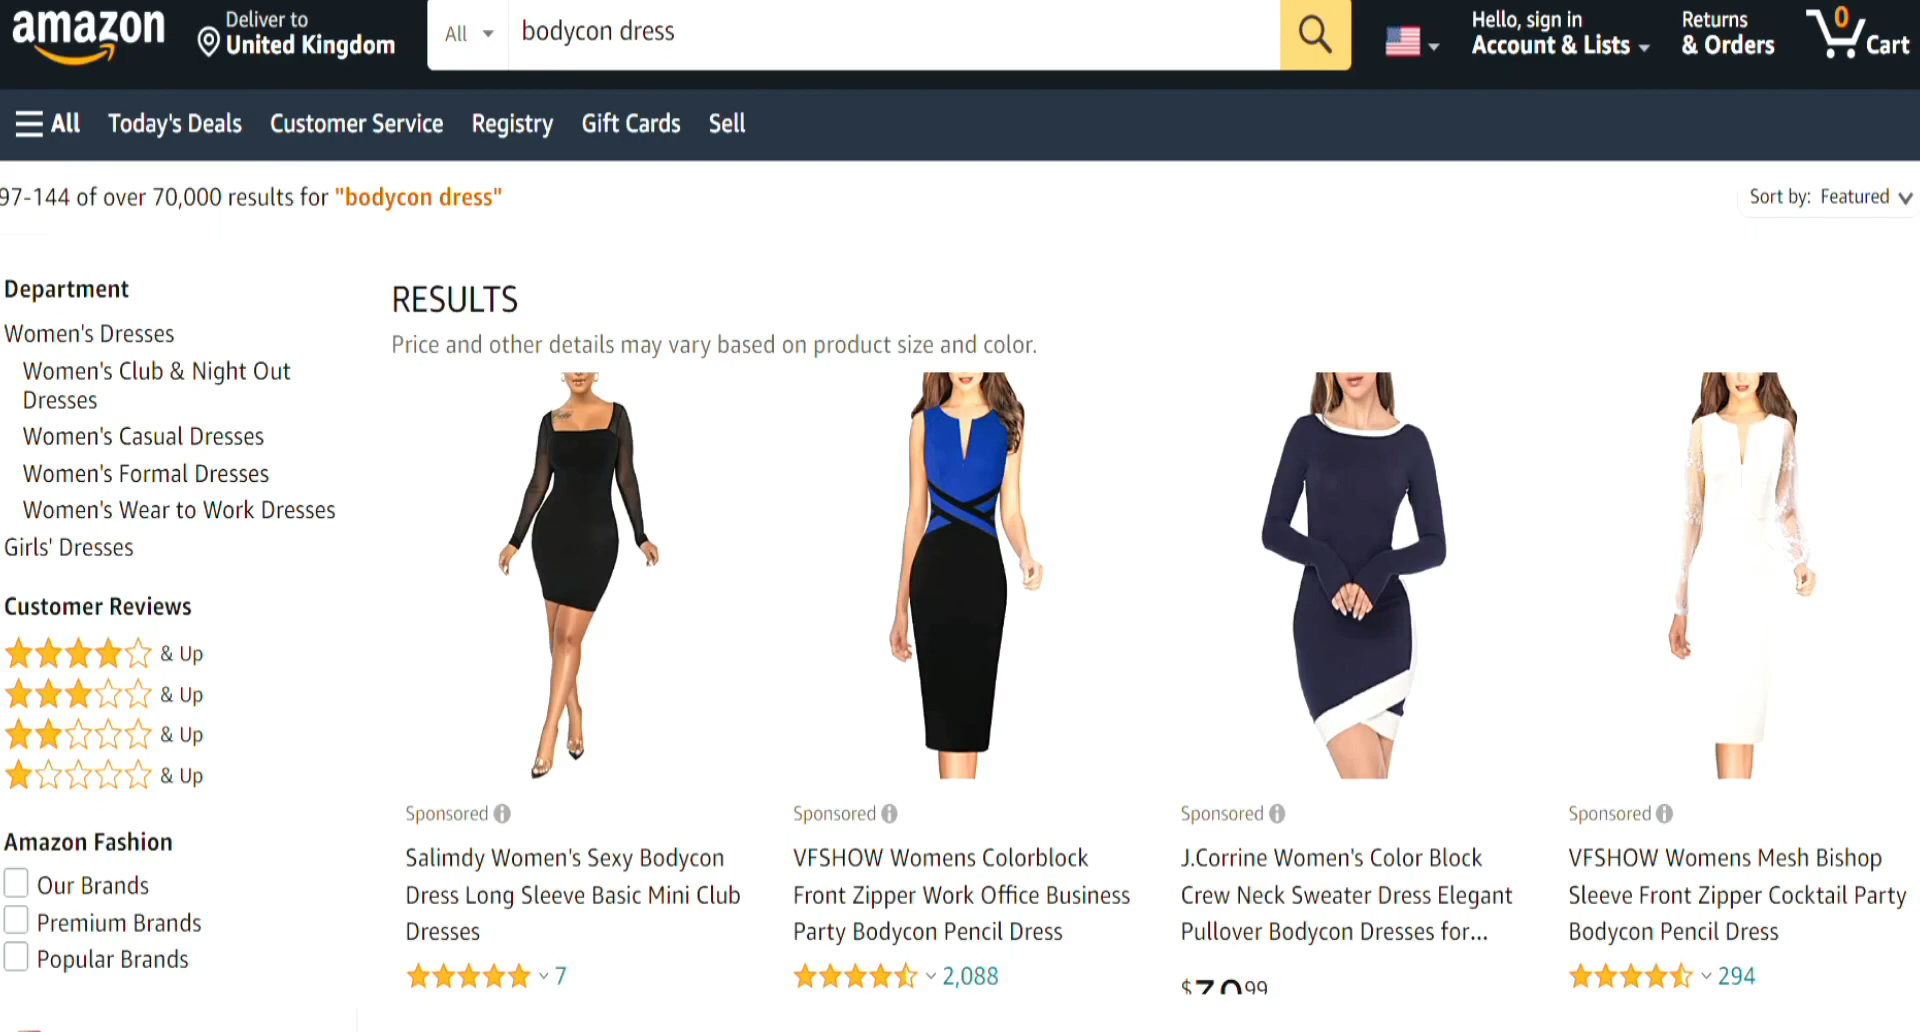 amazon
Deliver to
United Kingdom
All
bodycon dress
Hello, sign in
Account & Lists
Returns
& Orders
0
Cart
All
Today's Deals
Customer Service
Registry
Gift Cards
Sell
97-144 of over 70,000 results for "bodycon dress"
Sort by: Featured
Department
Women's Dresses
Women's Club & Night Out
Dresses
Women's Casual Dresses
Women's Formal Dresses
Women's Wear to Work Dresses
Girls' Dresses
Customer Reviews
& Up
& Up
& Up
& Up
Amazon Fashion
Our Brands
Premium Brands
Popular Brands
RESULTS
Price and other details may vary based on product size and color.
Sponsored
Salimdy Women's Sexy Bodycon
Dress Long Sleeve Basic Mini Club
Dresses
7
Sponsored
VFSHOW Womens Colorblock
Front Zipper Work Office Business
Party Bodycon Pencil Dress
2,088
Sponsored
J.Corrine Women's Color Block
Crew Neck Sweater Dress Elegant
Pullover Bodycon Dresses for...
Sponsored
VFSHOW Womens Mesh Bishop
Sleeve Front Zipper Cocktail Party
Bodycon Pencil Dress
294